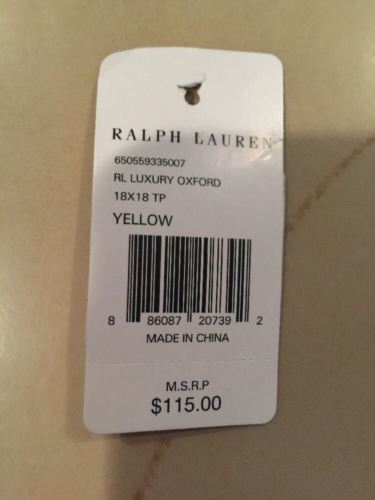 RALPH LAUREN
650559335007
RL LUXURY OXFORD
18X18 TP
YELLOW
8 86087 20739 2
MADE IN CHINA
M.S.R.P
$115.00